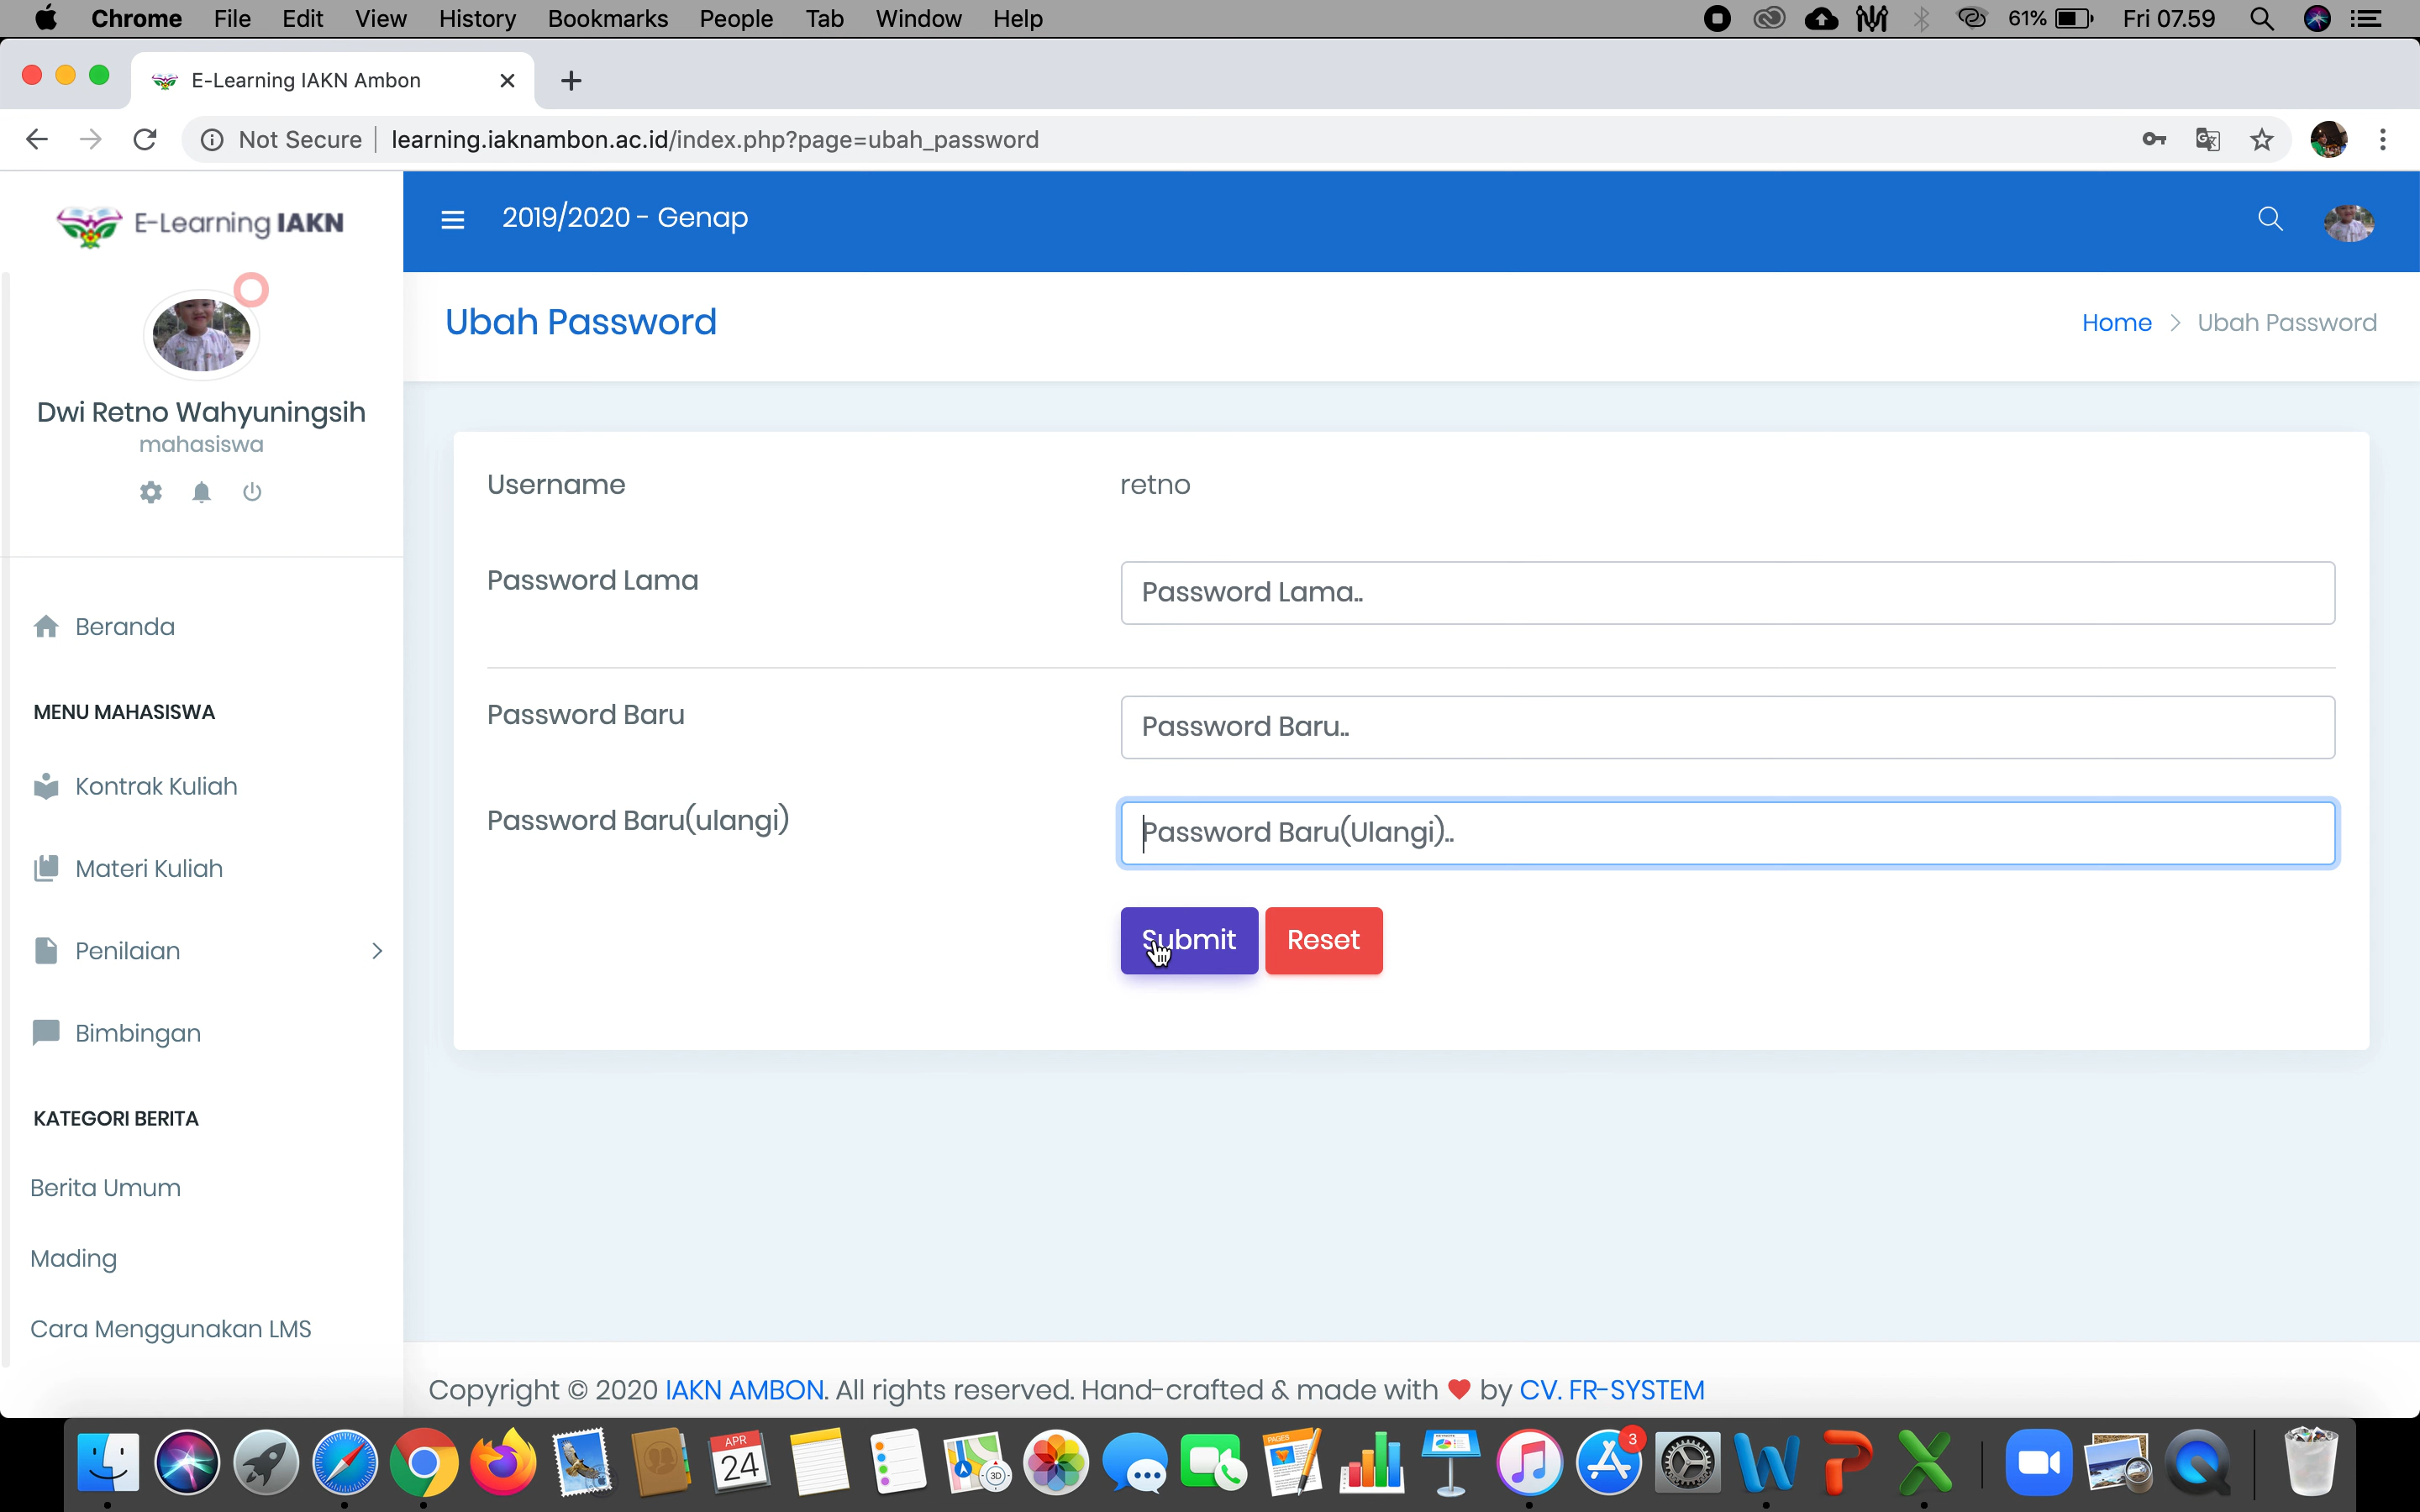 Chrome File Edit View History Bookmarks People Tab Window Help 61% Fri 07.59
E-Learning IAKN Ambon
Not Secure learning.iaknambon.ac.id/index.php?page=ubah_password
E-Learning IAKN
2019/2020 - Genap
Dwi Retno Wahyuningsih
mahasiswa
Beranda
MENU MAHASISWA
Kontrak Kuliah
Materi Kuliah
Penilaian
Bimbingan
KATEGORI BERITA
Berita Umum
Mading
Cara Menggunakan LMS
Ubah Password
Home > Ubah Password
Username retno
Password Lama Password Lama..
Password Baru Password Baru..
Password Baru(ulangi) Password Baru(Ulangi)..
Submit Reset
Copyright © 2020 IAKN AMBON. All rights reserved. Hand-crafted & made with ❤ by CV. FR-SYSTEM
APR
24
3D
PAGES
3